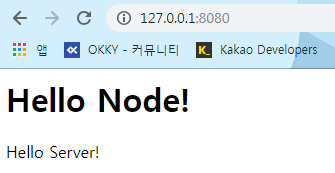 127.0.0.1:8080
앱 OKKY - 커뮤니티 Kakao Developers
Hello Node!
Hello Server!